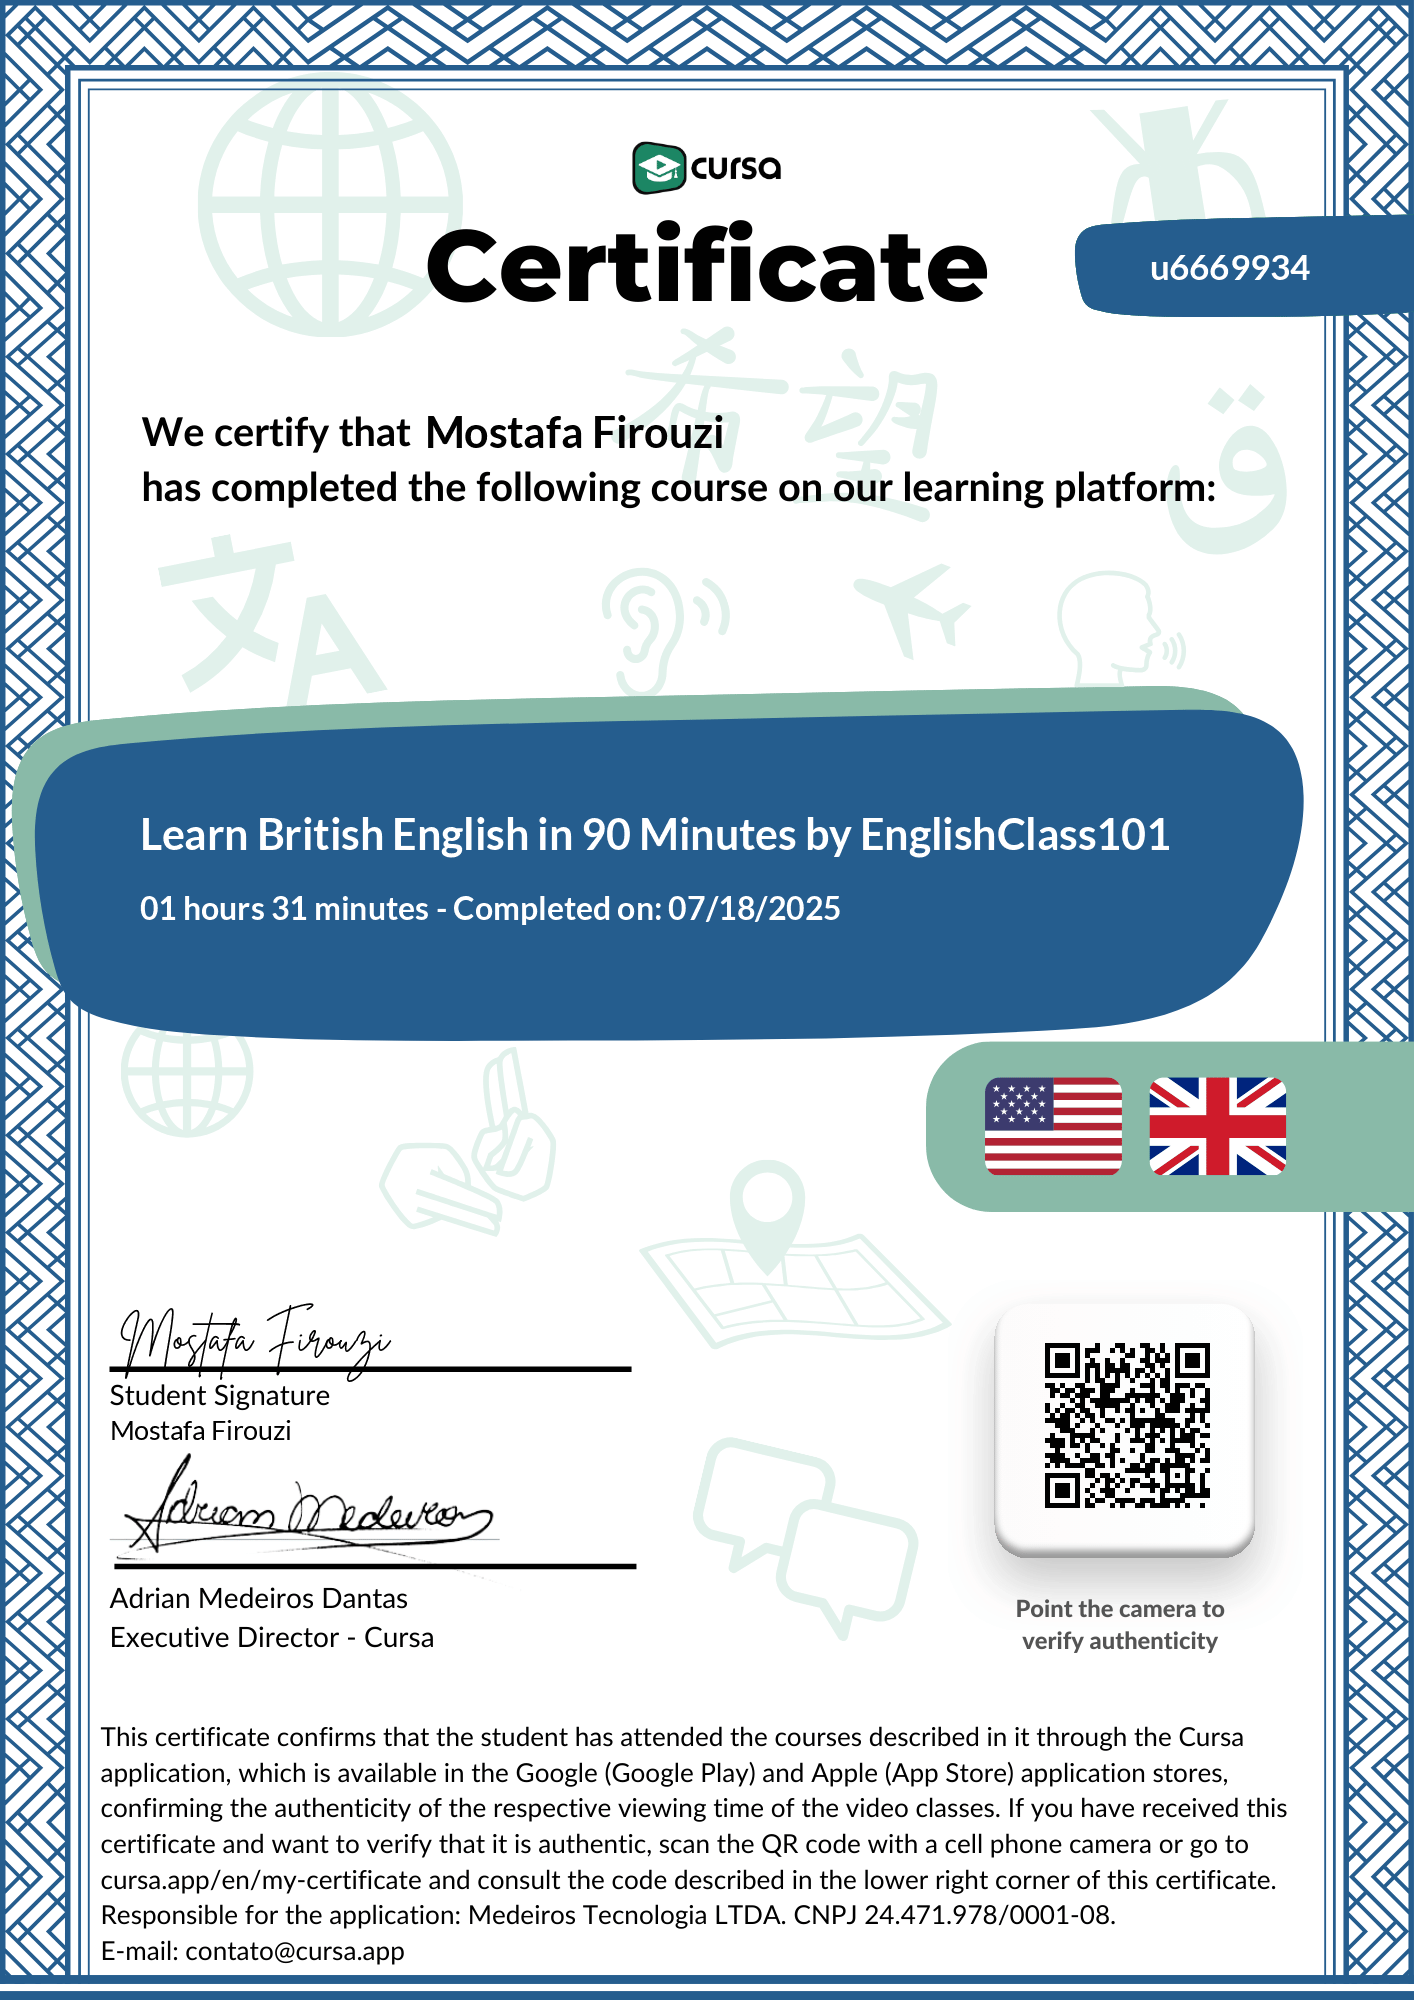 cursa
Certificate
u6669934
希望
ق
We certify that Mostafa Firouzi
has completed the following course on our learning platform:
文A
Learn British English in 90 Minutes by EnglishClass101
01 hours 31 minutes - Completed on: 07/18/2025
Mostafa Firouzi
Student Signature
Mostafa Firouzi
Adrian Medeiros
Adrian Medeiros Dantas
Executive Director - Cursa
Point the camera to
verify authenticity
This certificate confirms that the student has attended the courses described in it through the Cursa
application, which is available in the Google (Google Play) and Apple (App Store) application stores,
confirming the authenticity of the respective viewing time of the video classes. If you have received this
certificate and want to verify that it is authentic, scan the QR code with a cell phone camera or go to
cursa.app/en/my-certificate and consult the code described in the lower right corner of this certificate.
Responsible for the application: Medeiros Tecnologia LTDA. CNPJ 24.471.978/0001-08.
E-mail: contato@cursa.app